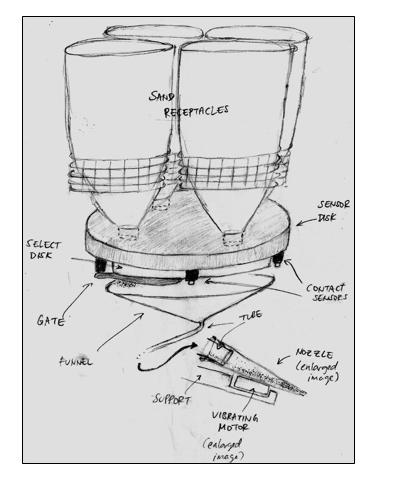 SAND
RECEPTACLES
SENSOR
DISK
SELECT
DISK
CONTACT
SENSORS
GATE
TUBE
FUNNEL
NOZZLE
(enlarged
image)
SUPPORT
VIBRATING
MOTOR
(enlarged
image)